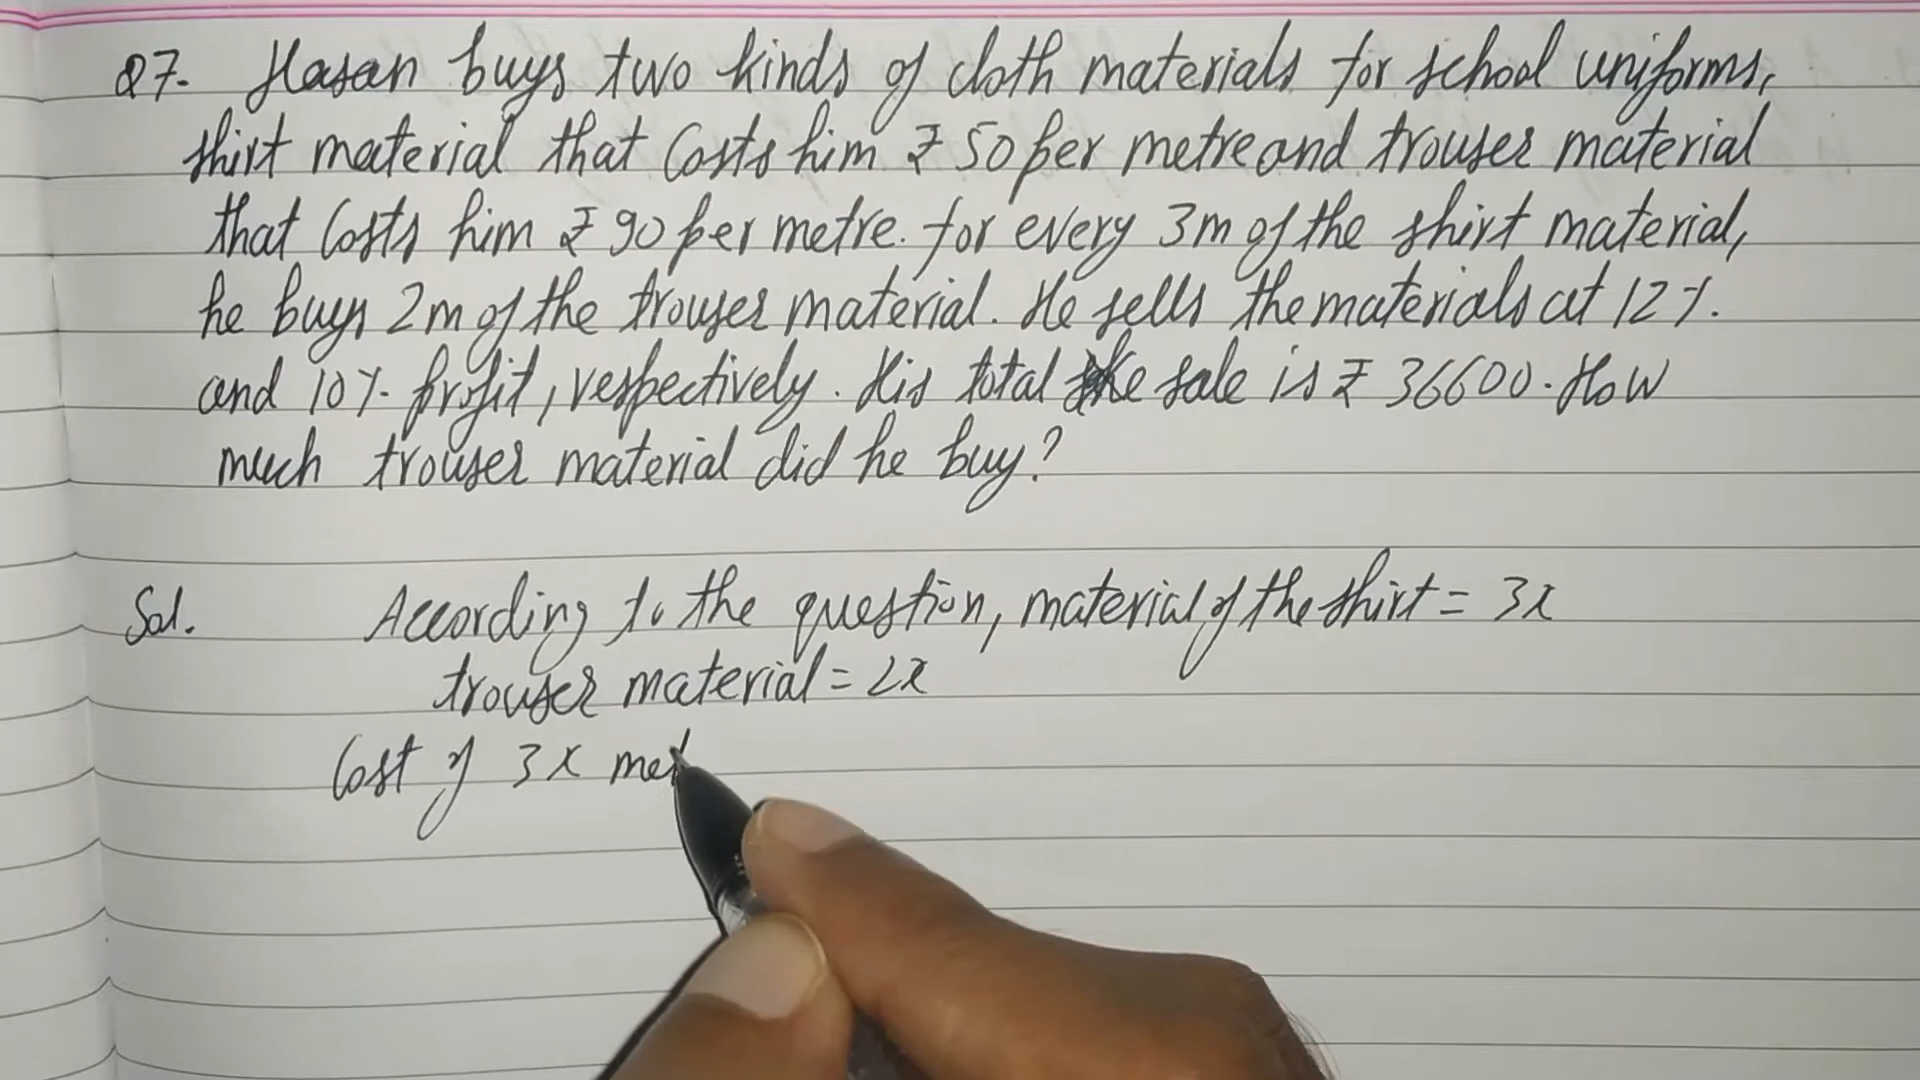 Q7. Hasan buys two kinds of cloth materials for school uniforms,
shirt material that Costs him ₹ 50 per metre and trouser material
that Costs him ₹ 90 per metre. for every 3m of the shirt material,
he buys 2m of the trouser material. He sells the materials at 12%.
and 10% profit, respectively. His total sale is ₹ 36600. How
much trouser material did he buy?
Sol. According to the question, material of the shirt = 3x
trouser material = 2x
Cost of 3x met